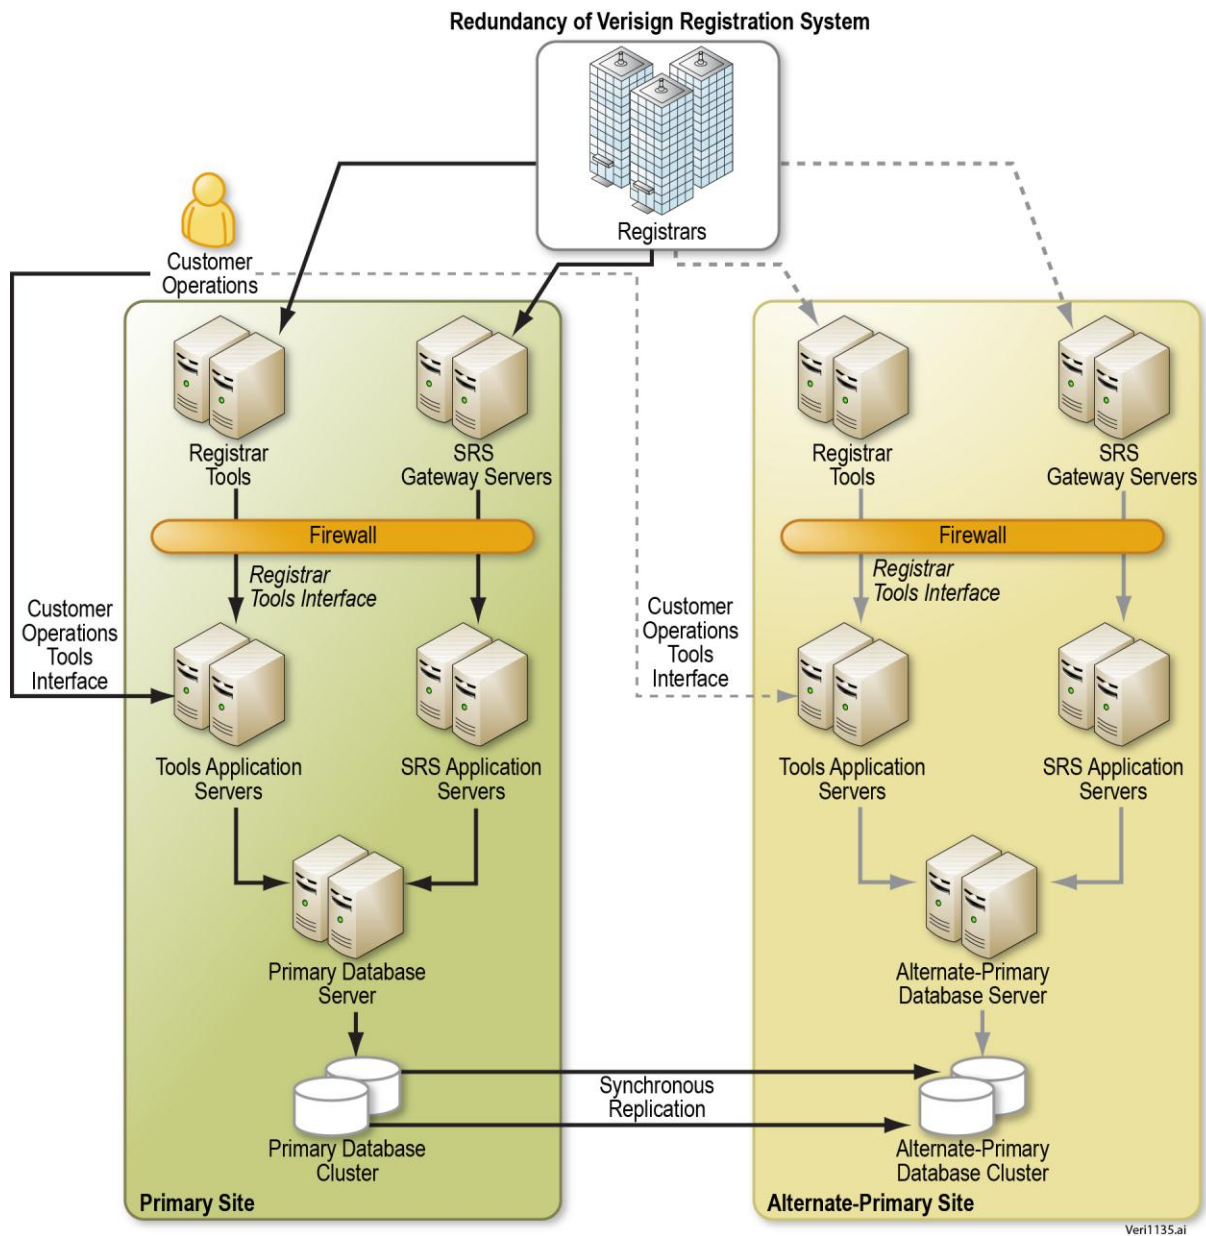 Redundancy of Verisign Registration System
Registrars
Customer
Operations
Registrar
Tools
SRS
Gateway Servers
Firewall
Registrar
Tools Interface
Customer
Operations
Tools
Interface
Tools Application
Servers
SRS Application
Servers
Primary Database
Server
Primary Database
Cluster
Primary Site
Synchronous
Replication
Customer
Operations
Tools
Interface
Registrar
Tools
SRS
Gateway Servers
Firewall
Registrar
Tools Interface
Tools Application
Servers
SRS Application
Servers
Alternate-Primary
Database Server
Alternate-Primary
Database Cluster
Alternate-Primary Site
Veri1135.ai